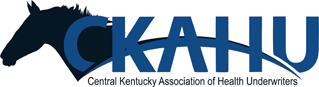 CKAHU
Central Kentucky Association of Health Underwriters